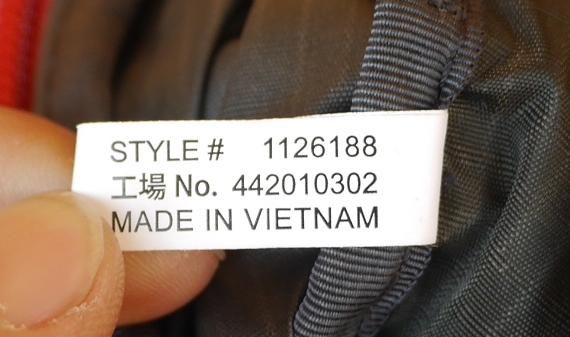 STYLE # 1126188
工場 No. 442010302
MADE IN VIETNAM